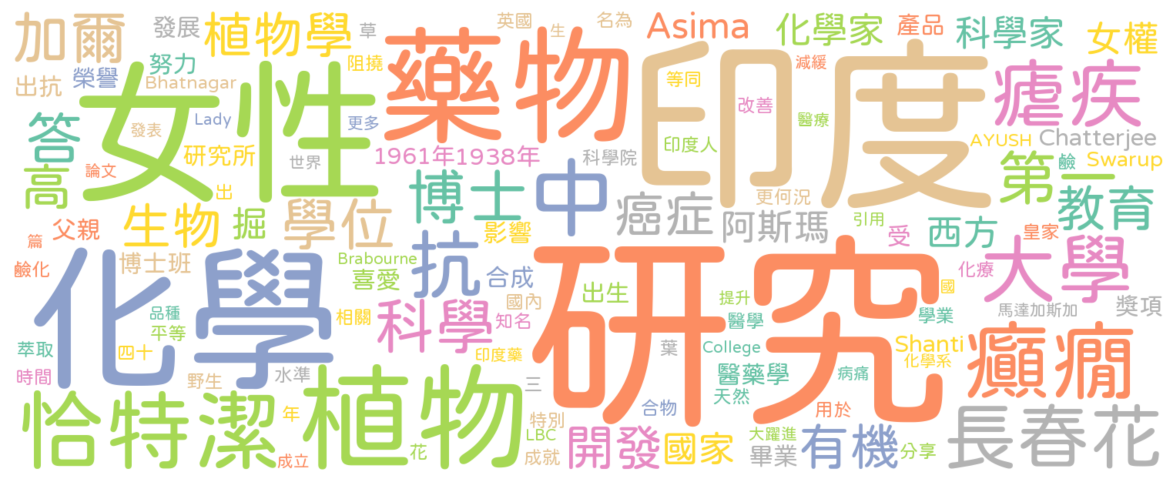 加爾
發展
植物學
草
藥物
英國
生
名為
Asima
化學家
產品
科學家
女權
出抗
榮譽
努力
Bhatnagar
阻撓
女性
印度
等同
減緩
瘧疾
答
發表
Lady
更多
改善
醫療
印度人
AYUSH
Chatterjee
高
論文
研究所
世界
1961年
1938年
科學院
第一
鹼
Swarup
出
博士
中
癌症
更何況
教育
篇
父親
生物
掘
學位
影響
阿斯瑪
引用
受
西方
皇家
鹼化
博士班
化學
抗
Brabourne
喜愛
合成
研究
化療
大學
國
品種
平等
相關
科學
知名
國內
出生
提升
醫學
學業
馬達加斯加
獎項
萃取
四十
印度藥
葉
College
Shanti
化學系
癲癇
時間
野生
水準
三
醫藥學
病痛
天然
恰特潔
植物
年
花
特別
合物
用於
LBC
成立
成就
開發
國家
大躍進
畢業
有機
分享
長春花